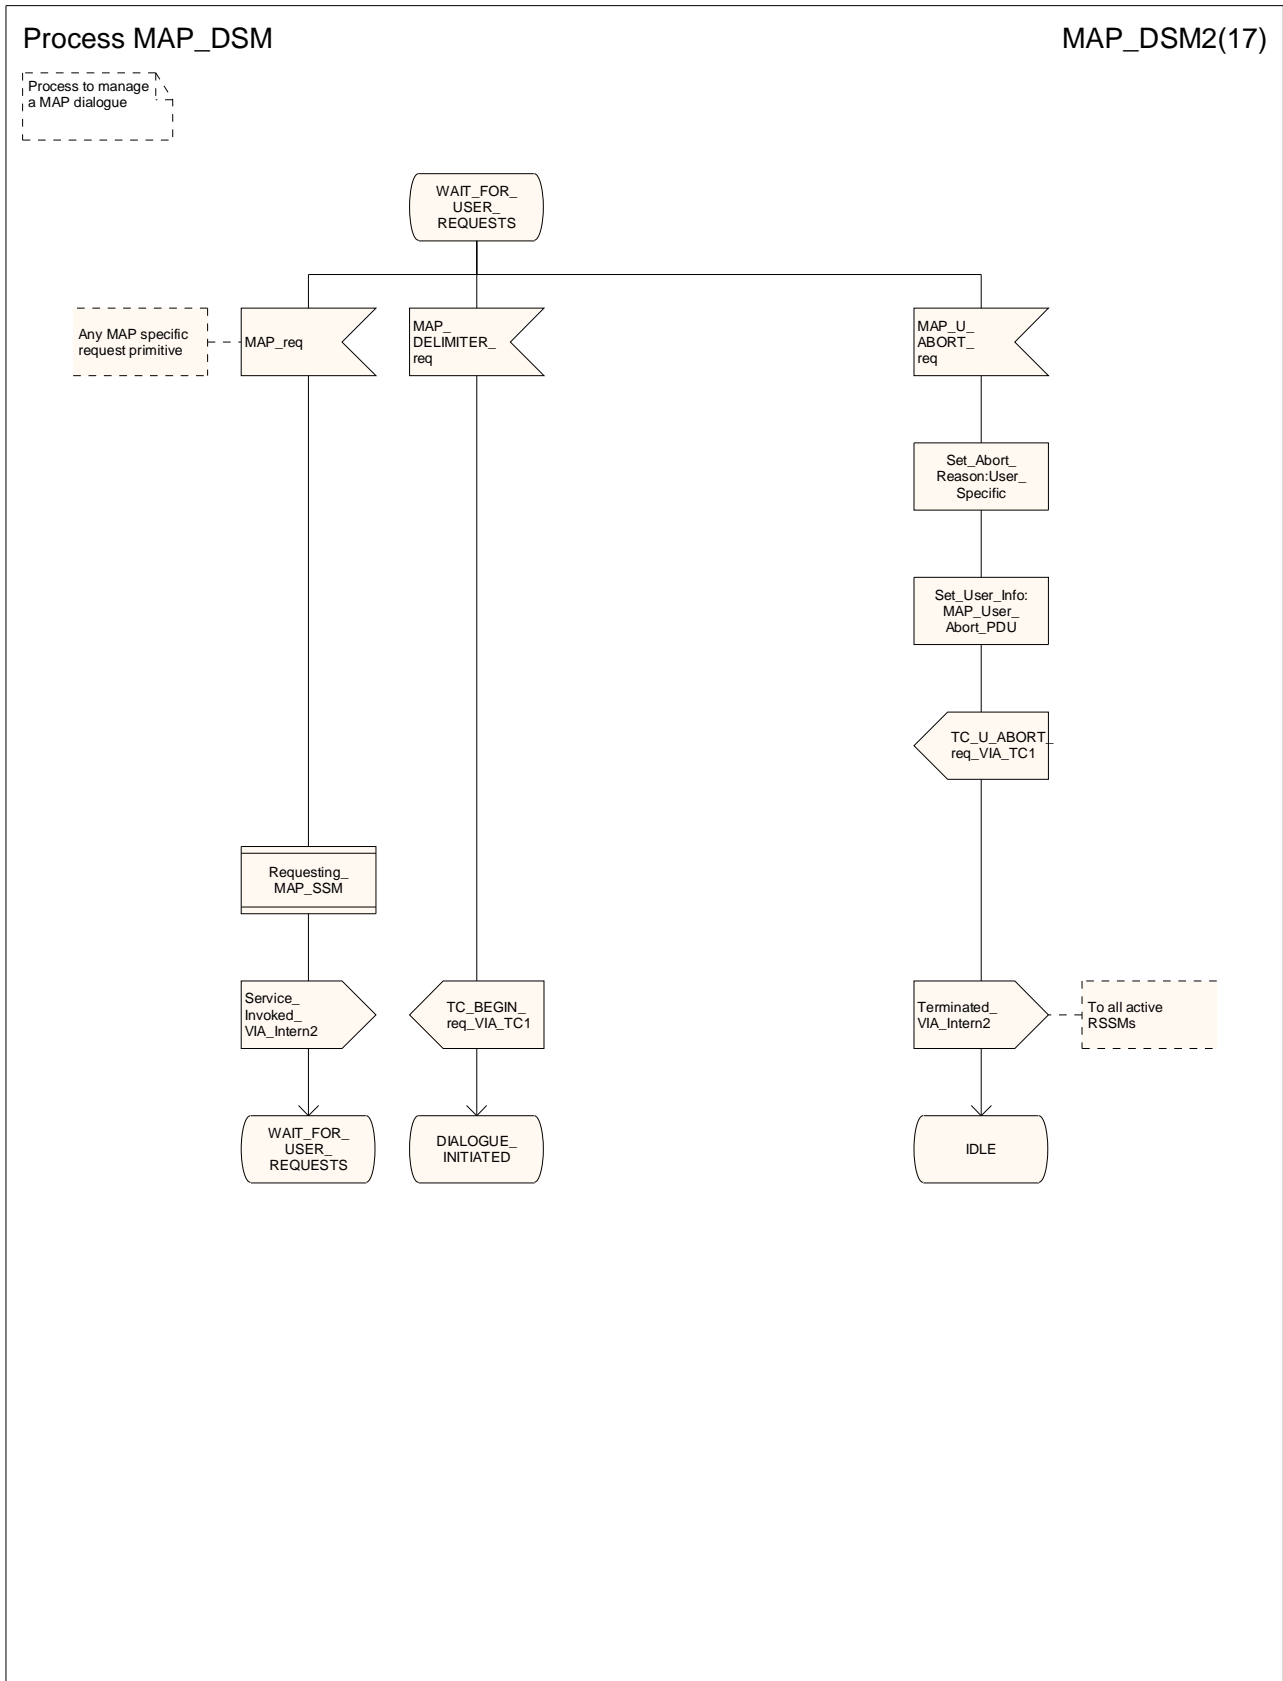 Process MAP_DSM
MAP_DSM2(17)
Process to manage
a MAP dialogue
WAIT_FOR_
USER_
REQUESTS
Any MAP specific
request primitive
MAP_req
MAP_
DELIMITER_
req
MAP_U_
ABORT_
req
Set_Abort_
Reason:User_
Specific
Set_User_Info:
MAP_User_
Abort_PDU
TC_U_ABORT_
req_VIA_TC1
Requesting_
MAP_SSM
Service_
Invoked_
VIA_Intern2
TC_BEGIN_
req_VIA_TC1
Terminated_
VIA_Intern2
To all active
RSSMs
WAIT_FOR_
USER_
REQUESTS
DIALOGUE_
INITIATED
IDLE